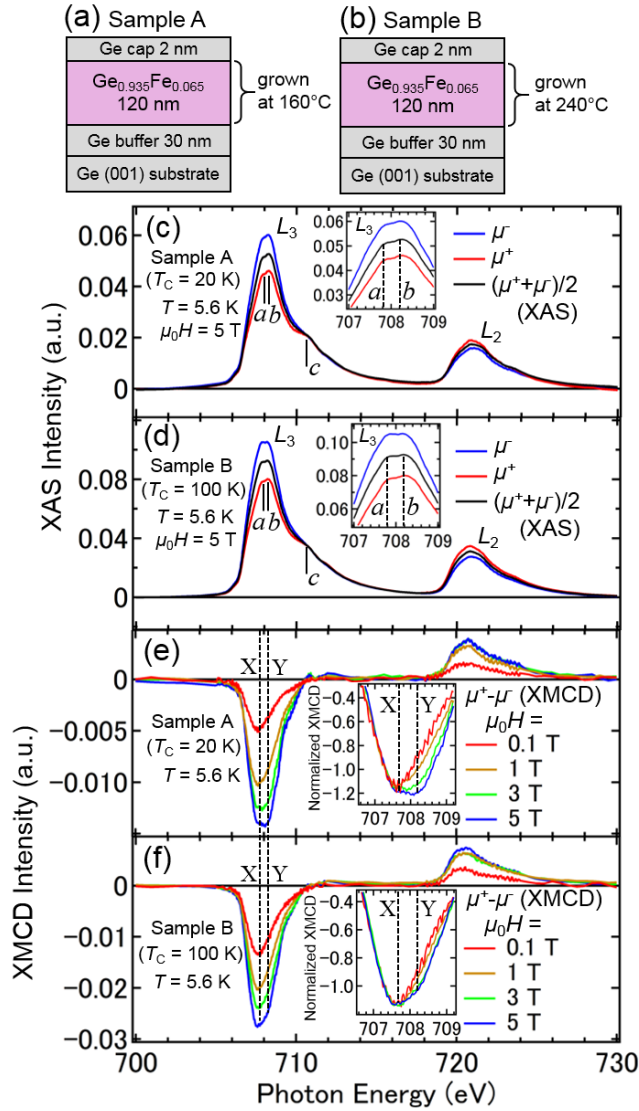 (a) Sample A
Ge cap 2 nm
Ge0.935Fe0.065
120 nm
grown
at 160°C
Ge buffer 30 nm
Ge (001) substrate
(b) Sample B
Ge cap 2 nm
Ge0.935Fe0.065
120 nm
grown
at 240°C
Ge buffer 30 nm
Ge (001) substrate
XAS Intensity (a.u.)
(c)
L3
Sample A
(TC = 20 K)
T = 5.6 K
μ0H = 5 T
0.06
0.04
0.02
0
a b
c
L3
0.06
0.05
0.04
0.03
a b
707 708 709
μ-
μ+
(μ++μ-)/2
(XAS)
L2
(d)
L3
Sample B
(TC = 100 K)
T = 5.6 K
μ0H = 5 T
0.08
0.04
0
a b
c
L3
0.10
0.08
0.06
a b
707 708 709
μ-
μ+
(μ++μ-)/2
(XAS)
L2
XMCD Intensity (a.u.)
(e)
X Y
0
−0.005
−0.010
Sample A
(TC = 20 K)
T = 5.6 K
Normalized XMCD
−0.4
−0.6
−0.8
−1.0
−1.2
X Y
707 708 709
μ+-μ- (XMCD)
μ0H =
0.1 T
1 T
3 T
5 T
(f)
X Y
0
−0.01
−0.02
−0.03
Sample B
(TC = 100 K)
T = 5.6 K
Normalized XMCD
−0.4
−0.6
−0.8
−1.0
X Y
707 708 709
μ+-μ- (XMCD)
μ0H =
0.1 T
1 T
3 T
5 T
700 710 720 730
Photon Energy (eV)